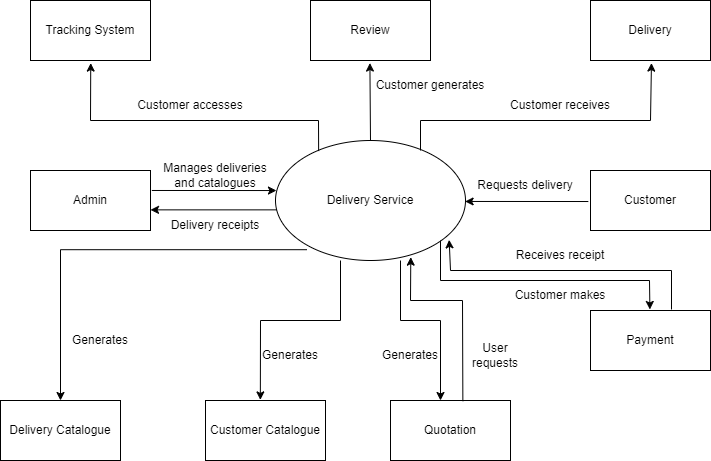 Tracking System
Review
Delivery
Customer generates
Customer accesses
Customer receives
Manages deliveries
and catalogues
Requests delivery
Admin
Delivery Service
Customer
Delivery receipts
Receives receipt
Customer makes
Generates
Payment
Generates
Generates
User
requests
Delivery Catalogue
Customer Catalogue
Quotation